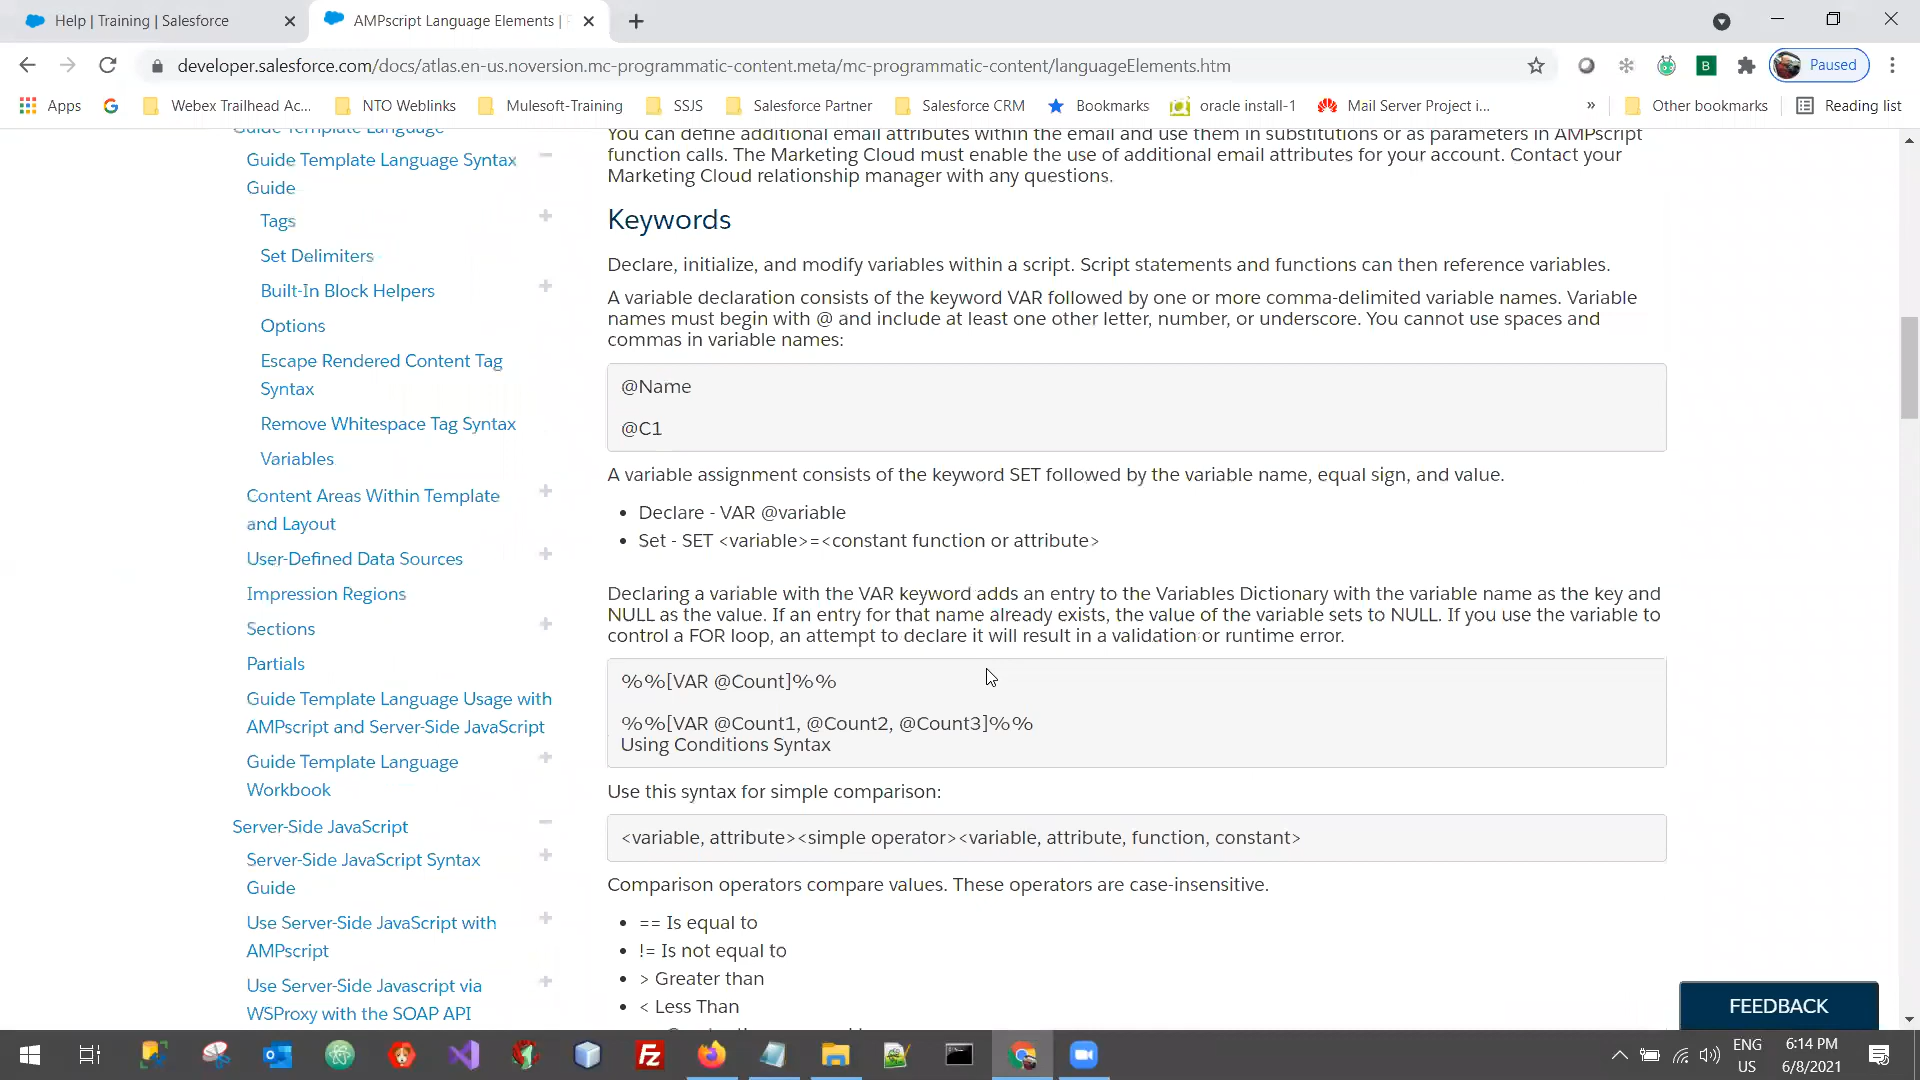 Help | Training | Salesforce
AMPscript Language Elements |
developer.salesforce.com/docs/atlas.en-us.noversion.mc-programmatic-content.meta/mc-programmatic-content/languageElements.htm
Paused
Apps
Webex Trailhead Ac...
NTO Weblinks
Mulesoft-Training
SSJS
Salesforce Partner
Salesforce CRM
Bookmarks
oracle install-1
Mail Server Project i...
»
Other bookmarks
Reading list
Guide Template Language
Guide Template Language Syntax
Guide
Tags
Set Delimiters
Built-In Block Helpers
Options
Escape Rendered Content Tag
Syntax
Remove Whitespace Tag Syntax
Variables
Content Areas Within Template
and Layout
User-Defined Data Sources
Impression Regions
Sections
Partials
Guide Template Language Usage with
AMPscript and Server-Side JavaScript
Guide Template Language
Workbook
Server-Side JavaScript
Server-Side JavaScript Syntax
Guide
Use Server-Side JavaScript with
AMPscript
Use Server-Side Javascript via
WSProxy with the SOAP API
You can define additional email attributes within the email and use them in substitutions or as parameters in AMPscript
function calls. The Marketing Cloud must enable the use of additional email attributes for your account. Contact your
Marketing Cloud relationship manager with any questions.
Keywords
Declare, initialize, and modify variables within a script. Script statements and functions can then reference variables.
A variable declaration consists of the keyword VAR followed by one or more comma-delimited variable names. Variable
names must begin with @ and include at least one other letter, number, or underscore. You cannot use spaces and
commas in variable names:
@Name
@C1
A variable assignment consists of the keyword SET followed by the variable name, equal sign, and value.
• Declare - VAR @variable
• Set - SET <variable>=<constant function or attribute>
Declaring a variable with the VAR keyword adds an entry to the Variables Dictionary with the variable name as the key and
NULL as the value. If an entry for that name already exists, the value of the variable sets to NULL. If you use the variable to
control a FOR loop, an attempt to declare it will result in a validation or runtime error.
%%[VAR @Count]%%
%%[VAR @Count1, @Count2, @Count3]%%
Using Conditions Syntax
Use this syntax for simple comparison:
<variable, attribute><simple operator><variable, attribute, function, constant>
Comparison operators compare values. These operators are case-insensitive.
• == Is equal to
• != Is not equal to
• > Greater than
• < Less Than
FEEDBACK
ENG
US
6:14 PM
6/8/2021